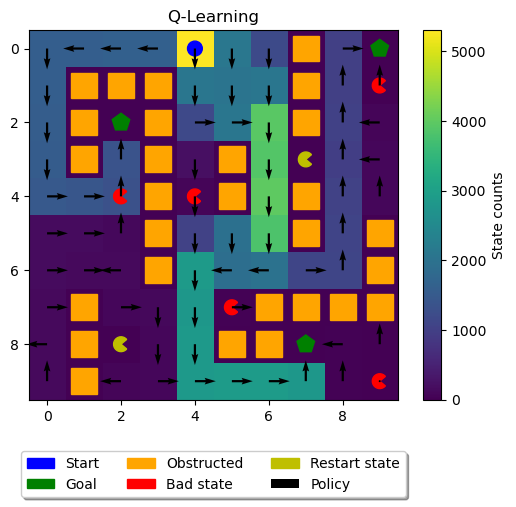 Q-Learning
0
2
4
6
8
0 2 4 6 8
5000
4000
3000
2000
1000
0
State counts
Start Obstructed Restart state
Goal Bad state Policy